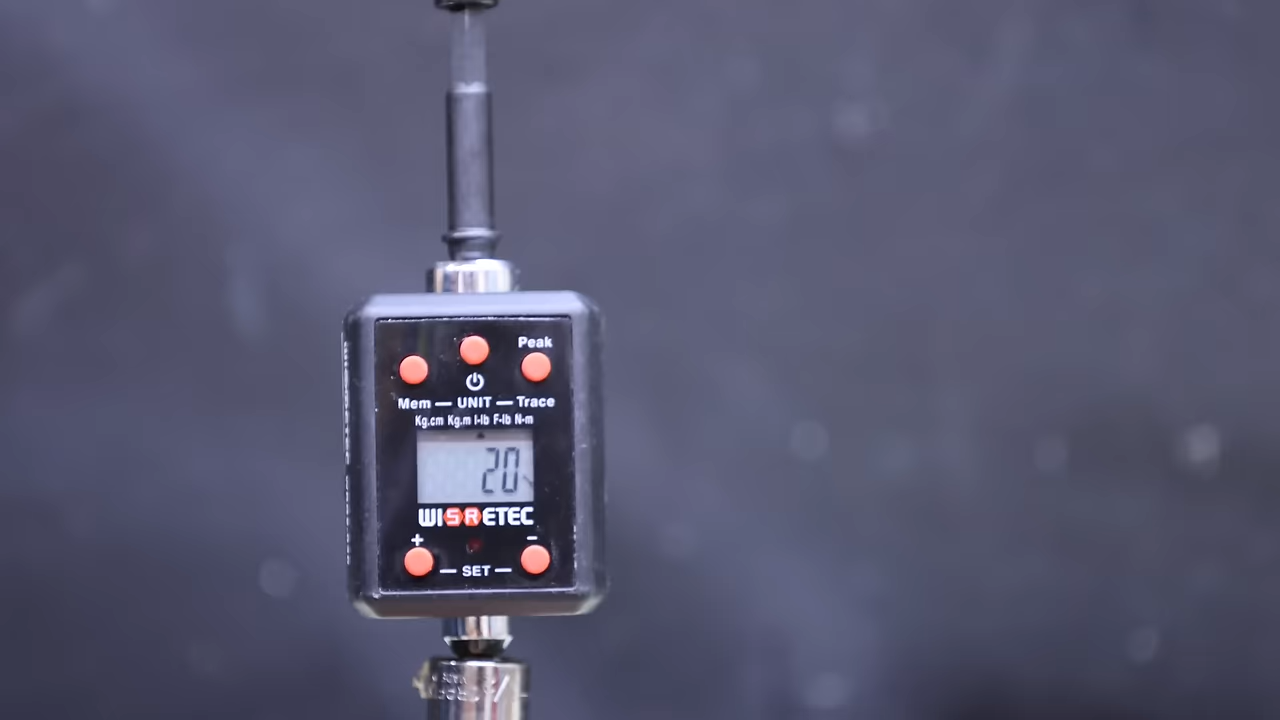 Peak
Mem — UNIT — Trace
Kg.cm Kg.m I-lb F-lb N-m
20
WISRETEC
+ −
— SET —